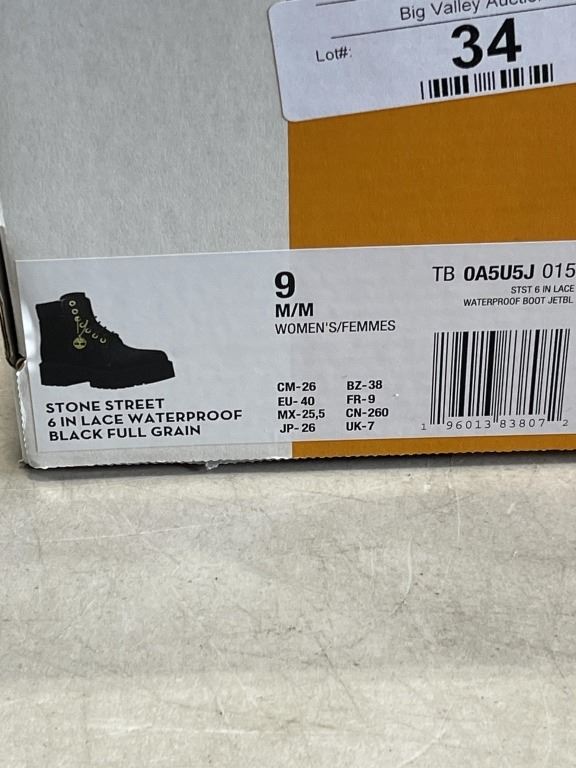 Big Valley
Lot#:
34
9
M/M
WOMEN'S/FEMMES
TB 0A5U5J 015
STST 6 IN LACE
WATERPROOF BOOT JETBL
STONE STREET
6 IN LACE WATERPROOF
BLACK FULL GRAIN
CM-26 BZ-38
EU-40 FR-9
MX-25,5 CN-260
JP-26 UK-7
1 96013 83807 2